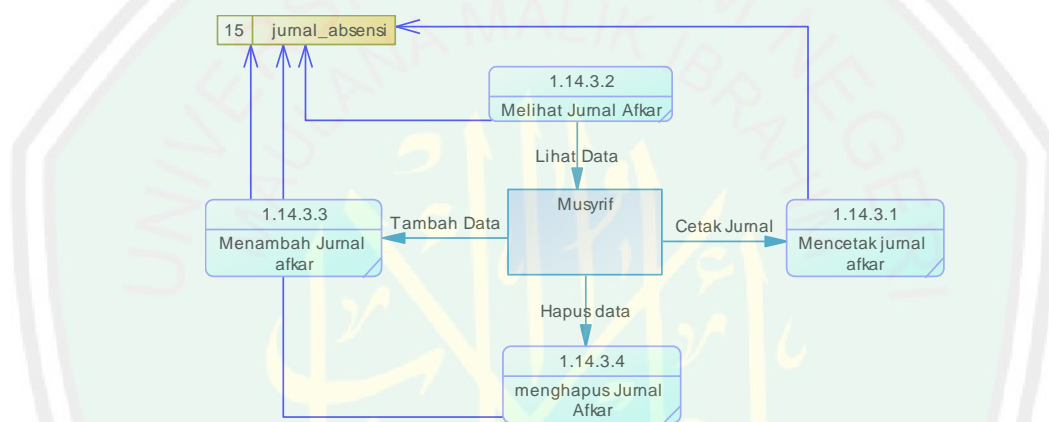 15 jurnal_absensi
1.14.3.2
Melihat Jurnal Afkar
Lihat Data
Musyrif
1.14.3.3
Menambah Jurnal
afkar
Tambah Data
Cetak Jurnal
1.14.3.1
Mencetak jurnal
afkar
Hapus data
1.14.3.4
menghapus Jurnal
Afkar